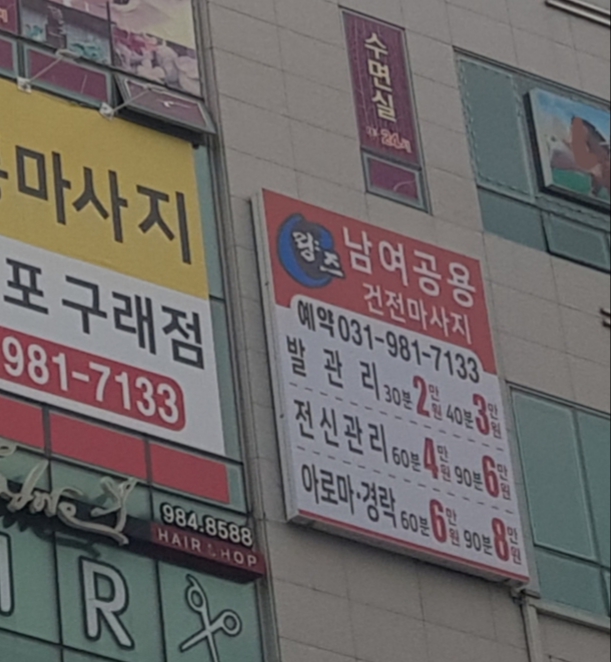 수면실
24
마사지
포 구래점
981-7133
왕:즈
남여공용
건전마사지
예약 031-981-7133
발 관 리 30분 2만원 40분 3만원
전신관리 60분 4만원 90분 6만원
아로마·경락 60분 6만원 90분 8만원
984.8588
HAIR SHOP
R